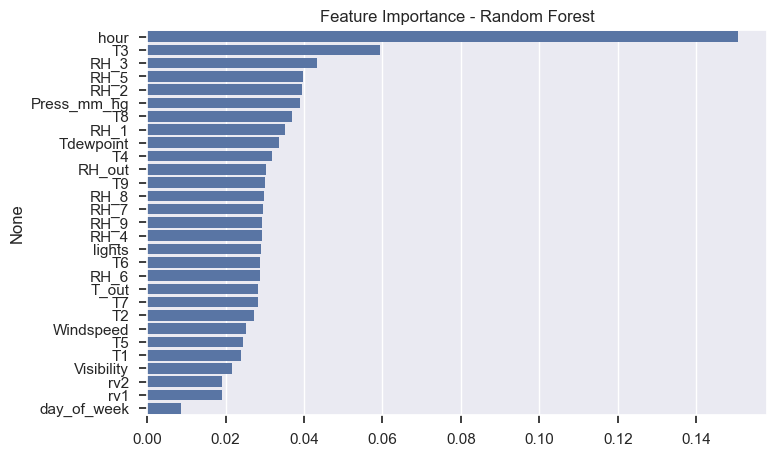 Feature Importance - Random Forest
hour
T3
RH_3
RH_5
RH_2
Press_mm_hg
T8
RH_1
Tdewpoint
T4
RH_out
T9
RH_8
RH_7
RH_9
RH_4
lights
T6
RH_6
T_out
T7
T2
Windspeed
T5
T1
Visibility
rv2
rv1
day_of_week
None
0.00 0.02 0.04 0.06 0.08 0.10 0.12 0.14